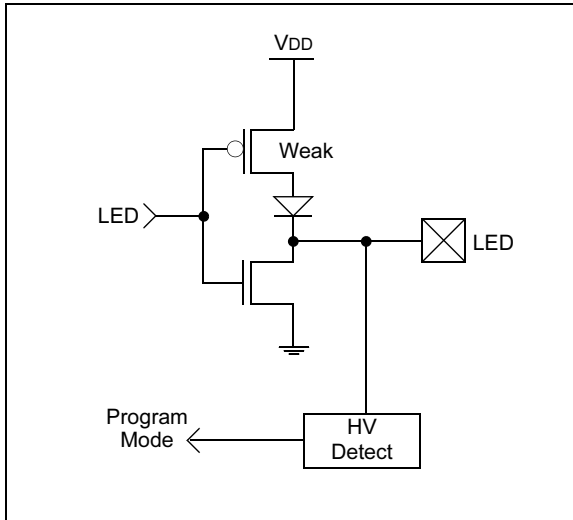 VDD
Weak
LED
LED
Program
Mode
HV
Detect